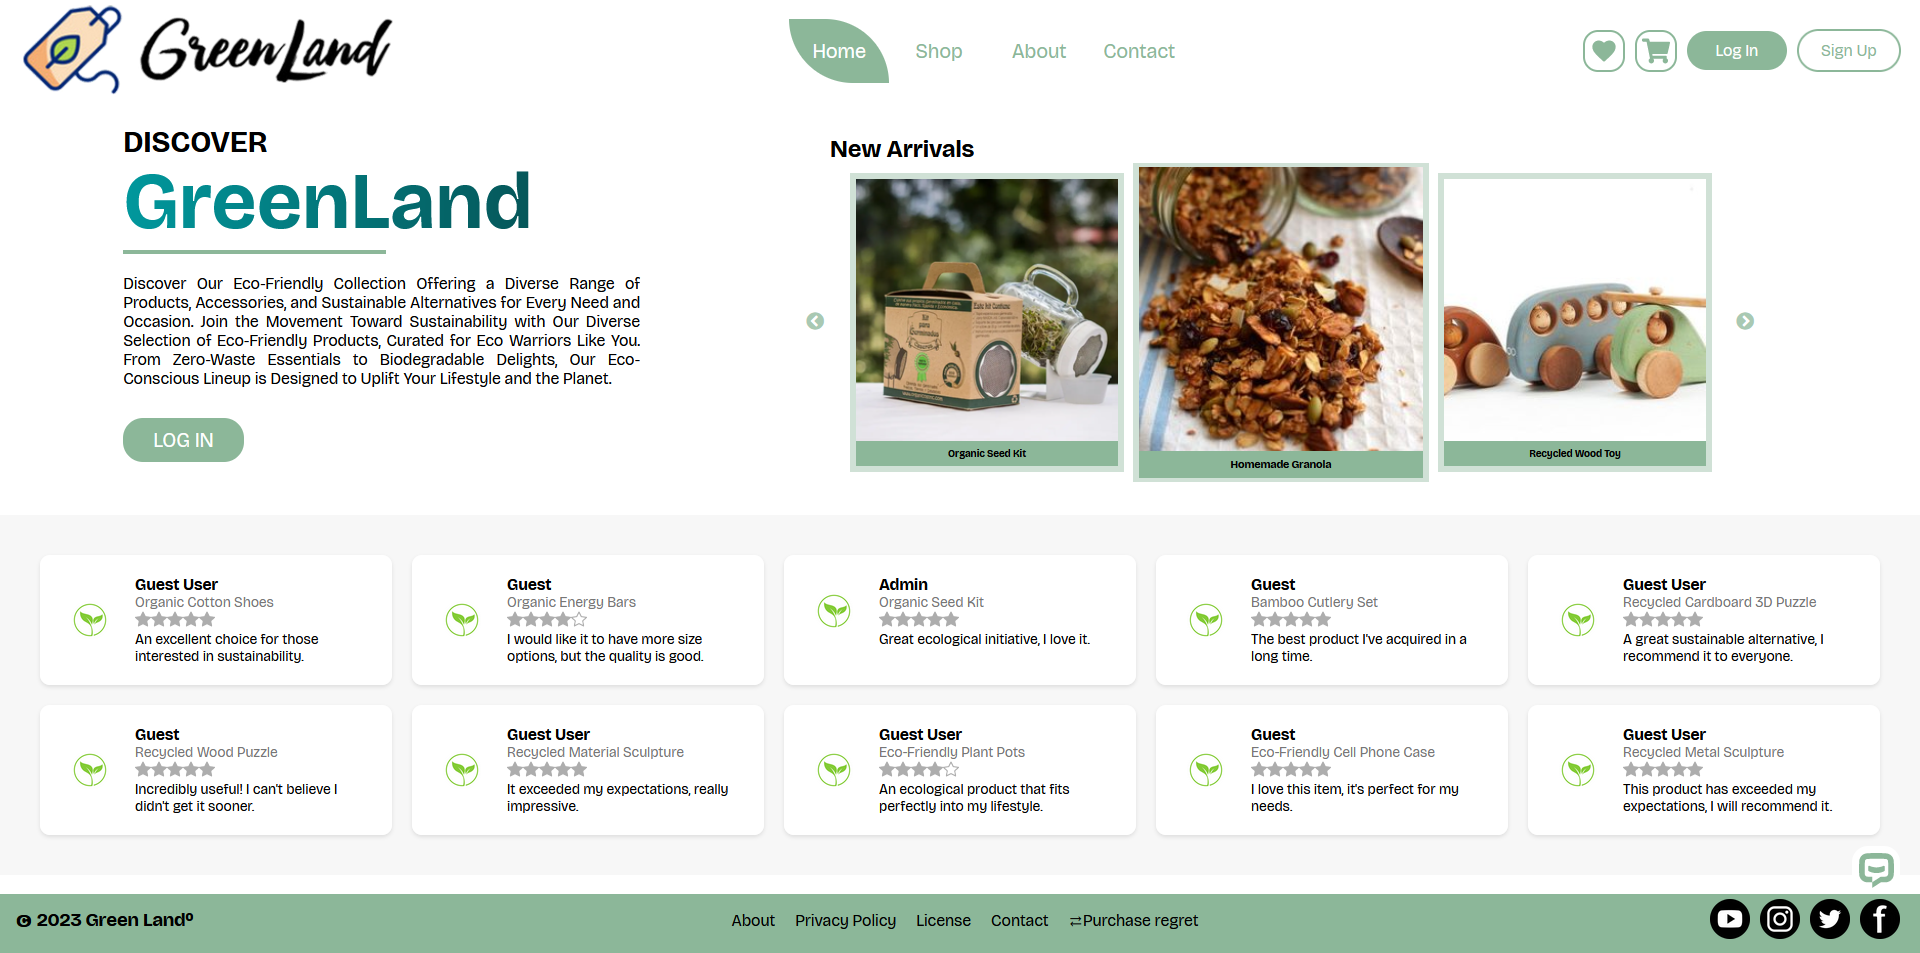 GreenLand
Home
Shop
About
Contact
Log In
Sign Up
DISCOVER
GreenLand
Discover Our Eco-Friendly Collection Offering a Diverse Range of
Products, Accessories, and Sustainable Alternatives for Every Need and
Occasion. Join the Movement Toward Sustainability with Our Diverse
Selection of Eco-Friendly Products, Curated for Eco Warriors Like You.
From Zero-Waste Essentials to Biodegradable Delights, Our Eco-
Conscious Lineup is Designed to Uplift Your Lifestyle and the Planet.
LOG IN
New Arrivals
Organic Seed Kit
Homemade Granola
Recycled Wood Toy
Guest User
Organic Cotton Shoes
An excellent choice for those
interested in sustainability.
Guest
Organic Energy Bars
I would like it to have more size
options, but the quality is good.
Admin
Organic Seed Kit
Great ecological initiative, I love it.
Guest
Bamboo Cutlery Set
The best product I've acquired in a
long time.
Guest User
Recycled Cardboard 3D Puzzle
A great sustainable alternative, I
recommend it to everyone.
Guest
Recycled Wood Puzzle
Incredibly useful! I can't believe I
didn't get it sooner.
Guest User
Recycled Material Sculpture
It exceeded my expectations, really
impressive.
Guest User
Eco-Friendly Plant Pots
An ecological product that fits
perfectly into my lifestyle.
Guest
Eco-Friendly Cell Phone Case
I love this item, it's perfect for my
needs.
Guest User
Recycled Metal Sculpture
This product has exceeded my
expectations, I will recommend it.
© 2023 Green Landº
About
Privacy Policy
License
Contact
⇄Purchase regret